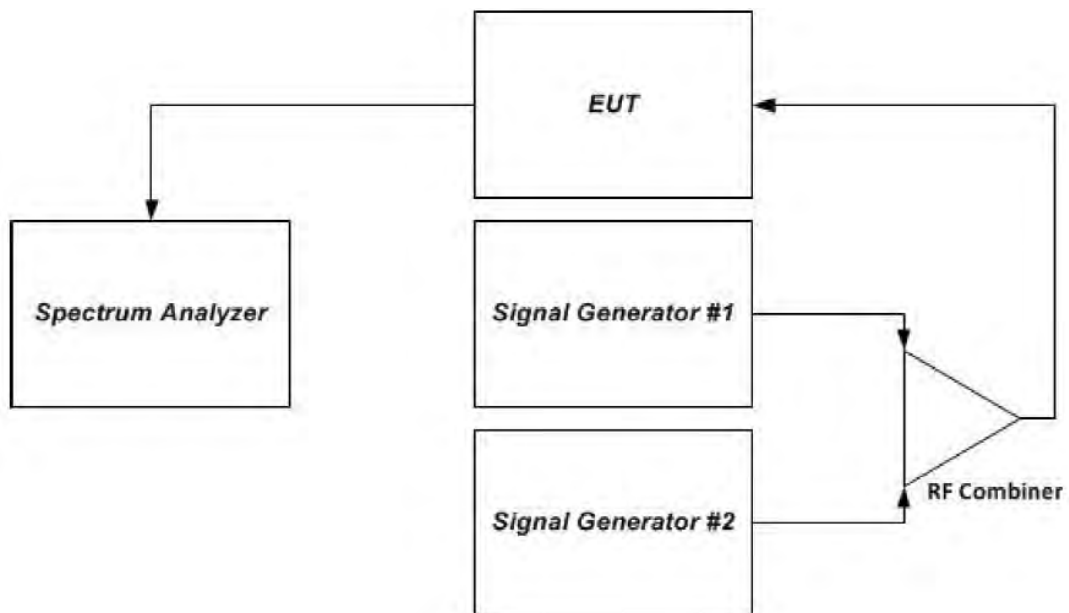 EUT
Spectrum Analyzer
Signal Generator #1
RF Combiner
Signal Generator #2